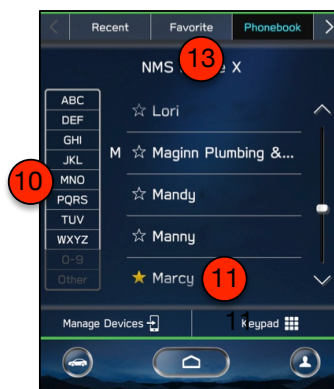 Recent Favorite Phonebook
13
NMS X
ABC
DEF
GHI
JKL
MNO
PQRS
TUV
WXYZ
0-9
Other
10
Lori
M Maginn Plumbing &...
Mandy
Manny
Marcy 11
Manage Devices 11 Keypad